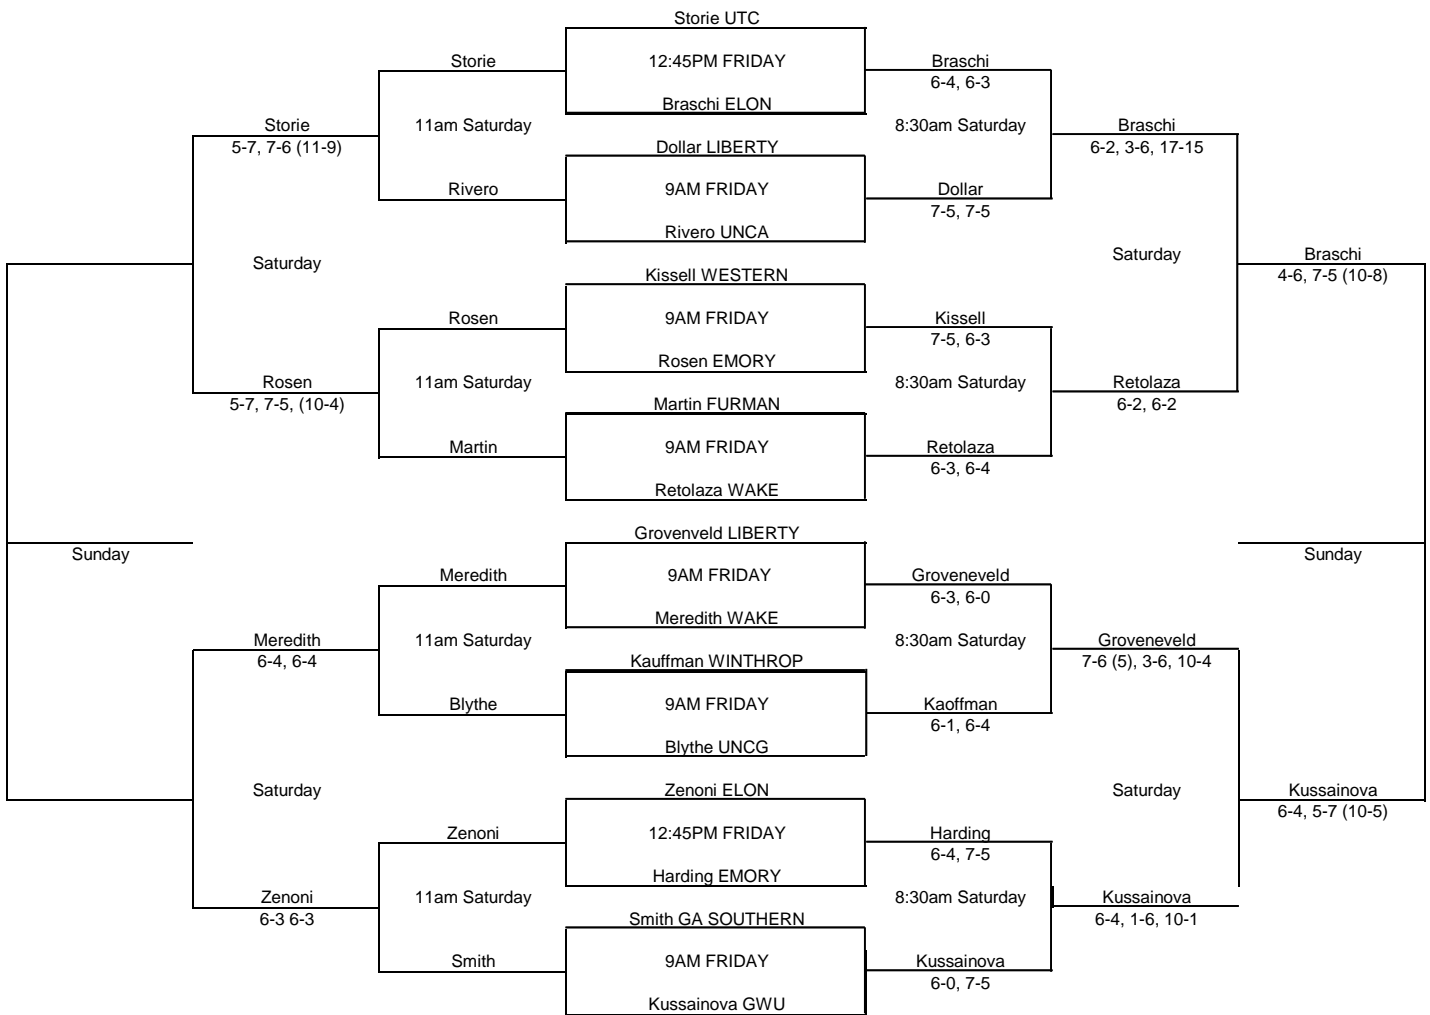 Storie UTC
Storie
12:45PM FRIDAY
Braschi
6-4, 6-3
Braschi ELON
Storie
5-7, 7-6 (11-9)
11am Saturday
8:30am Saturday
Braschi
6-2, 3-6, 17-15
Dollar LIBERTY
Rivero
9AM FRIDAY
Dollar
7-5, 7-5
Rivero UNCA
Saturday
Saturday
Braschi
4-6, 7-5 (10-8)
Kissell WESTERN
Rosen
9AM FRIDAY
Kissell
7-5, 6-3
Rosen EMORY
Rosen
5-7, 7-5, (10-4)
11am Saturday
8:30am Saturday
Retolaza
6-2, 6-2
Martin FURMAN
Martin
9AM FRIDAY
Retolaza
6-3, 6-4
Retolaza WAKE
Grovenveld LIBERTY
Sunday
Sunday
Meredith
9AM FRIDAY
Groveneveld
6-3, 6-0
Meredith WAKE
Meredith
6-4, 6-4
11am Saturday
8:30am Saturday
Groveneveld
7-6 (5), 3-6, 10-4
Kauffman WINTHROP
Blythe
9AM FRIDAY
Kaoffman
6-1, 6-4
Blythe UNCG
Saturday
Zenoni ELON
Saturday
Kussainova
6-4, 5-7 (10-5)
Zenoni
12:45PM FRIDAY
Harding
6-4, 7-5
Harding EMORY
Zenoni
6-3 6-3
11am Saturday
8:30am Saturday
Kussainova
6-4, 1-6, 10-1
Smith GA SOUTHERN
Smith
9AM FRIDAY
Kussainova
6-0, 7-5
Kussainova GWU